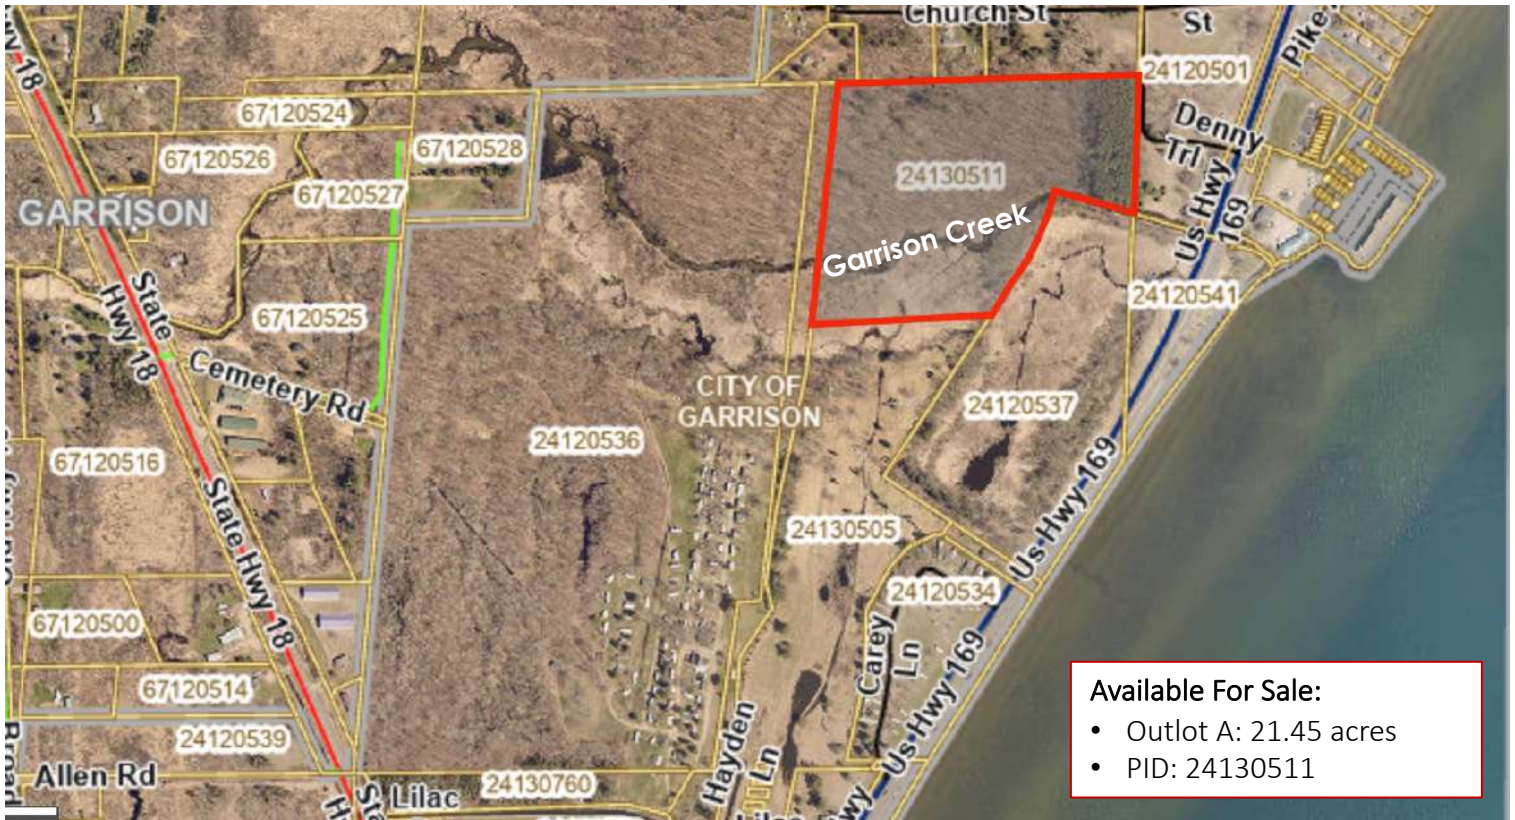 Church St
St
Pike
Hwy 18
24120501
67120524
67120528
Denny
Trl
67120526
24130511
67120527
GARRISON
Garrison Creek
Us Hwy
169
State
Hwy 18
24120541
67120525
Cemetery Rd
CITY OF
GARRISON
24120537
24120536
67120516
State Hwy 18
Us Hwy 169
24130505
24120534
67120500
Carey
Ln
Us Hwy 169
67120514
Available For Sale:
• Outlot A: 21.45 acres
• PID: 24130511
24120539
Hayden
Ln
Allen Rd
24130760
Lilac
Hwy